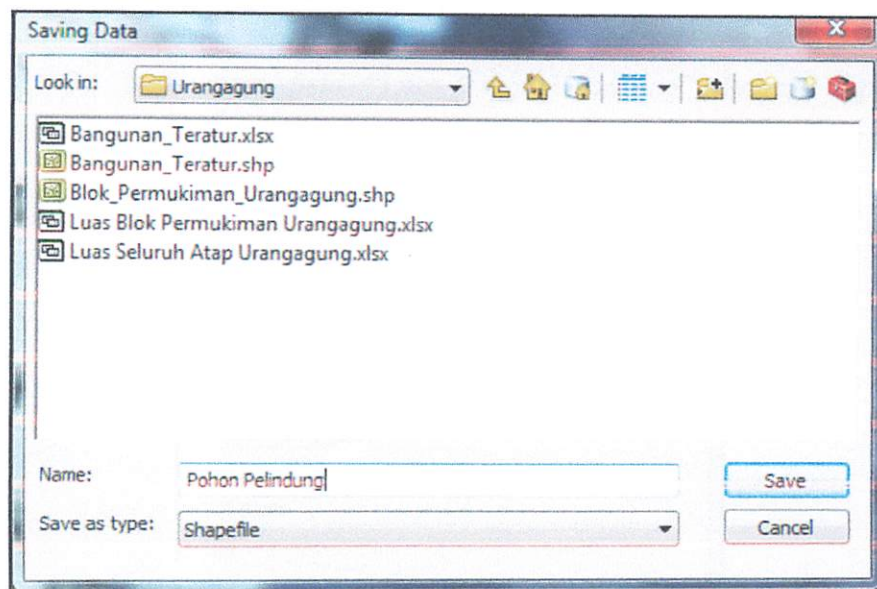 Saving Data
Look in: Urangagung
Bangunan_Teratur.xlsx
Bangunan_Teratur.shp
Blok_Permukiman_Urangagung.shp
Luas Blok Permukiman Urangagung.xlsx
Luas Seluruh Atap Urangagung.xlsx
Name: Pohon Pelindung Save
Save as type: Shapefile Cancel